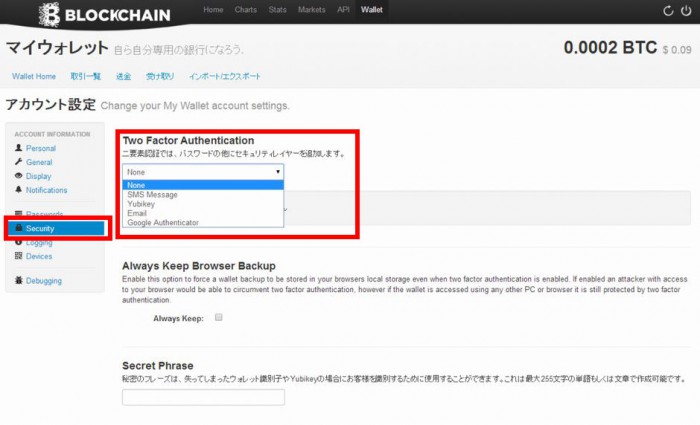 BLOCKCHAIN
Home Charts Stats Markets API Wallet
マイウォレット 自ら自分専用の銀行になろう.
0.0002 BTC $ 0.09
Wallet Home 取引一覧 送金 受け取り インポート/エクスポート
アカウント設定 Change your My Wallet account settings.
ACCOUNT INFORMATION
Personal
General
Display
Notifications
Passwords
Security
Logging
Devices
Debugging
Two Factor Authentication
二要素認証では、パスワードの他にセキュリティレイヤーを追加します。
None
None
SMS Message
Yubikey
Email
Google Authenticator
Always Keep Browser Backup
Enable this option to force a wallet backup to be stored in your browsers local storage even when two factor authentication is enabled. If enabled an attacker with access
to your browser would be able to circumvent two factor authentication, however if the wallet is accessed using any other PC or browser it is still protected by two factor
authentication.
Always Keep:
Secret Phrase
秘密のフレーズは、失ってしまったウォレット識別子やYubikeyの場合にお客様を識別するために使用することができます。これは最大255文字の単語もしくは文章で作成可能です。